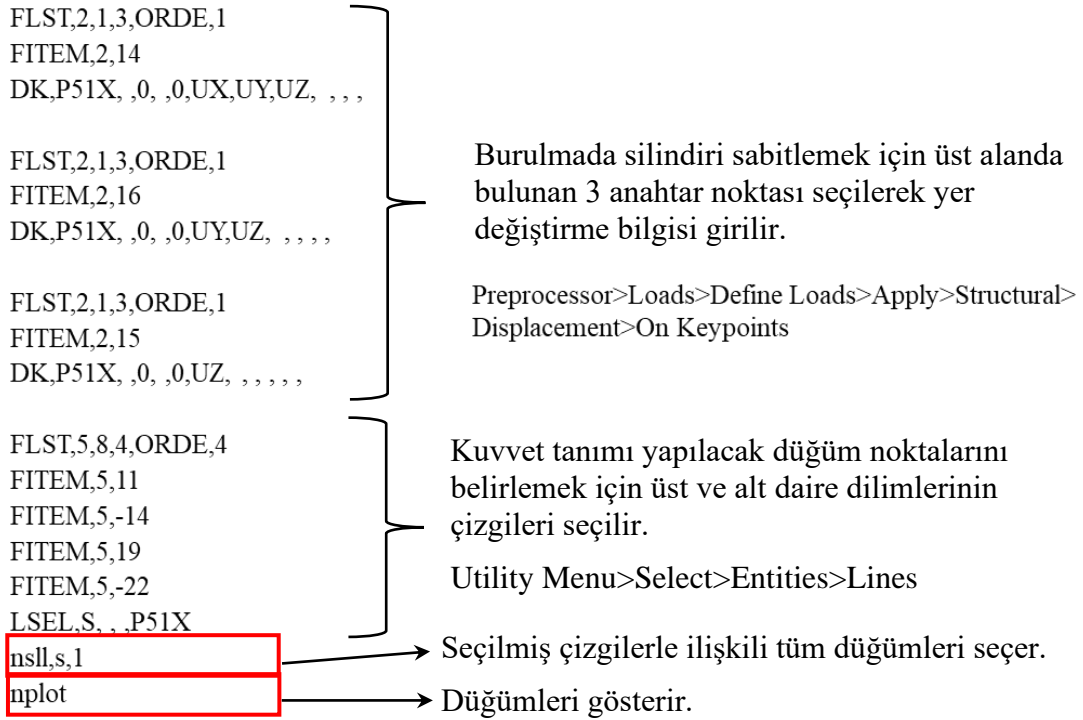 FLST,2,1,3,ORDE,1
FITEM,2,14
DK,P51X, ,0, ,0,UX,UY,UZ, , , ,
FLST,2,1,3,ORDE,1
FITEM,2,16
DK,P51X, ,0, ,0,UY,UZ, , , , ,
FLST,2,1,3,ORDE,1
FITEM,2,15
DK,P51X, ,0, ,0,UZ, , , , , ,
Burulmada silindiri sabitlemek için üst alanda
bulunan 3 anahtar noktası seçilerek yer
değiştirme bilgisi girilir.
Preprocessor>Loads>Define Loads>Apply>Structural>
Displacement>On Keypoints
FLST,5,8,4,ORDE,4
FITEM,5,11
FITEM,5,-14
FITEM,5,19
FITEM,5,-22
LSEL,S, , ,P51X
Kuvvet tanımı yapılacak düğüm noktalarını
belirlemek için üst ve alt daire dilimlerinin
çizgileri seçilir.
Utility Menu>Select>Entities>Lines
nsll,s,1
Seçilmiş çizgilerle ilişkili tüm düğümleri seçer.
nplot
Düğümleri gösterir.